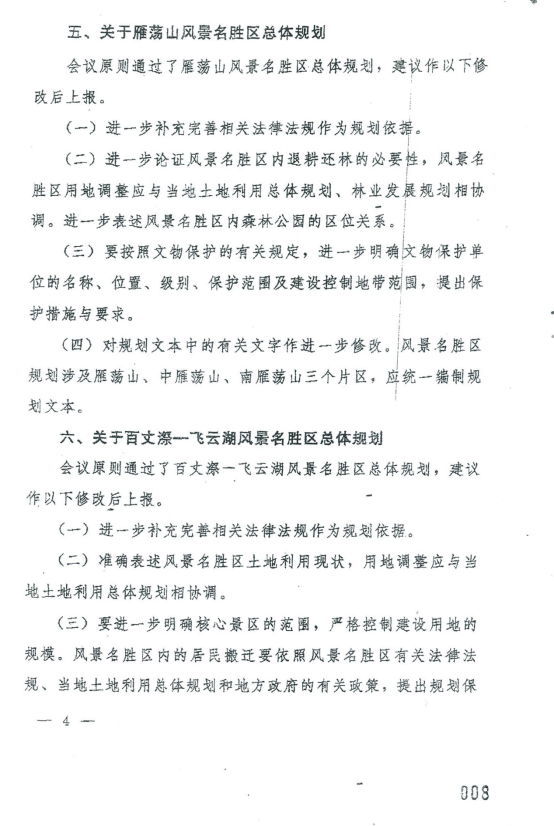 五、关于雁荡山风景名胜区总体规划
会议原则通过了雁荡山风景名胜区总体规划，建议作以下修
改后上报。
（一）进一步补充完善相关法律法规作为规划依据。
（二）进一步论证风景名胜区内退耕还林的必要性，风景名
胜区用地调整应与当地土地利用总体规划、林业发展规划相协
调。进一步表述风景名胜区内森林公园的区位关系。
（三）要按照文物保护的有关规定，进一步明确文物保护单
位的名称、位置、级别、保护范围及建设控制地带范围，提出保
护措施与要求。
（四）对规划文本中的有关文字作进一步修改。风景名胜区
规划涉及雁荡山、中雁荡山、南雁荡山三个片区，应统一编制规
划文本。
六、关于百丈漈—飞云湖风景名胜区总体规划
会议原则通过了百丈漈—飞云湖风景名胜区总体规划，建议
作以下修改后上报。
（一）进一步补充完善相关法律法规作为规划依据。
（二）准确表述风景名胜区土地利用现状，用地调整应与当
地土地利用总体规划相协调。
（三）要进一步明确核心景区的范围，严格控制建设用地的
规模。风景名胜区内的居民搬迁要依照风景名胜区有关法律法
规、当地土地利用总体规划和地方政府的有关政策，提出规划保
— 4 —
008